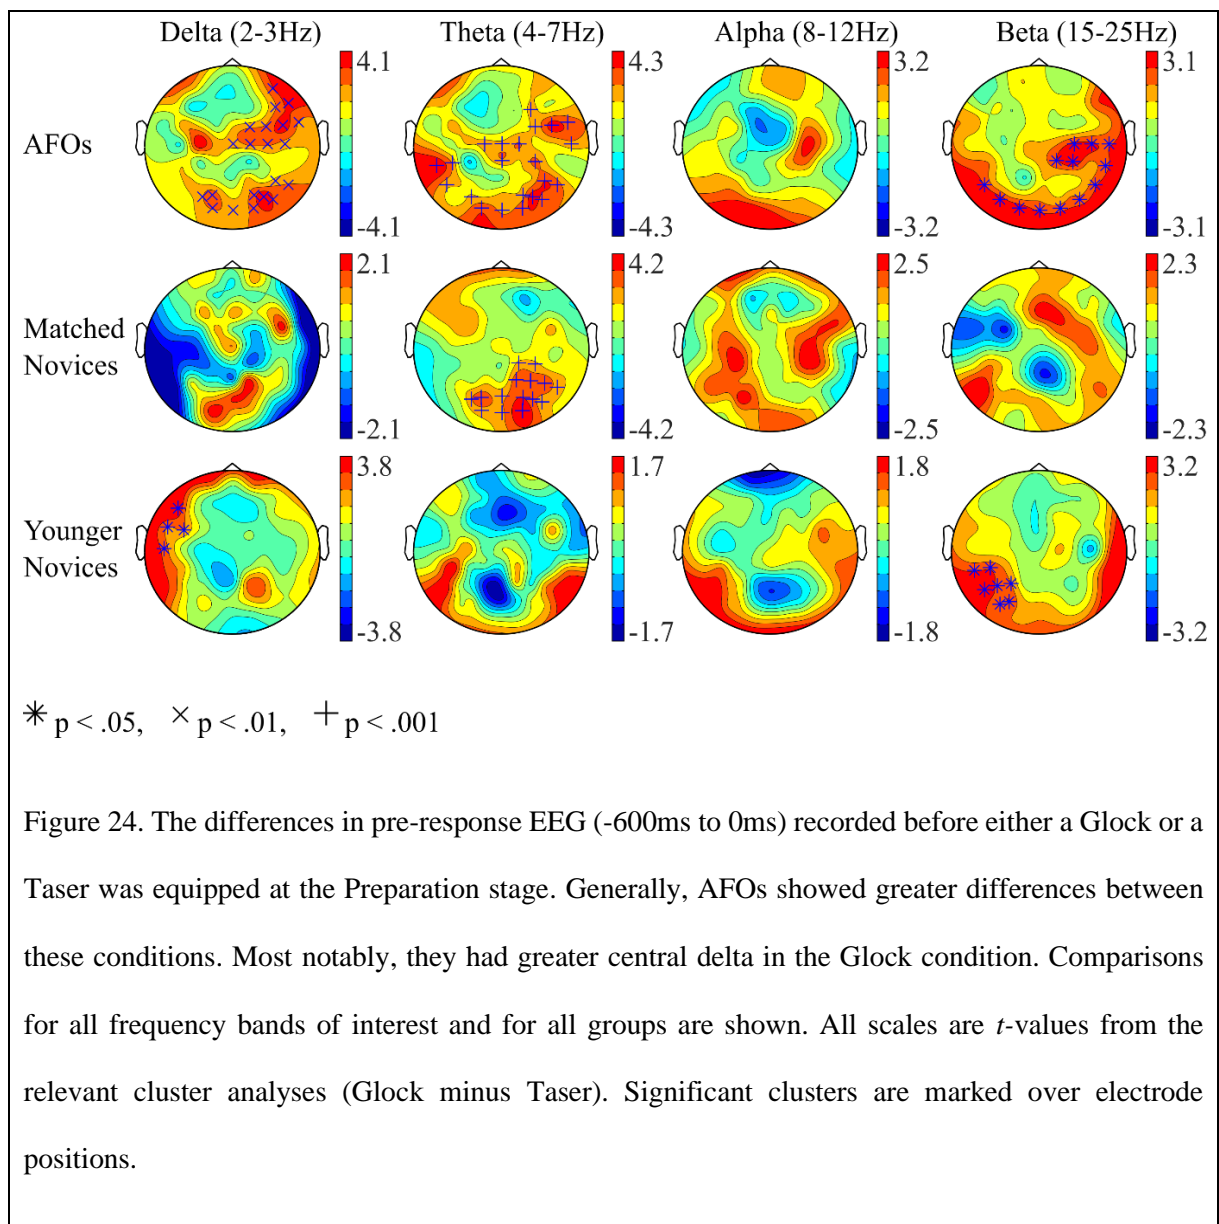 Delta (2-3Hz) Theta (4-7Hz) Alpha (8-12Hz) Beta (15-25Hz)
4.1 4.3 3.2 3.1
AFOs
-4.1 -4.3 -3.2 -3.1
2.1 4.2 2.5 2.3
Matched
Novices
-2.1 -4.2 -2.5 -2.3
3.8 1.7 1.8 3.2
Younger
Novices
-3.8 -1.7 -1.8 -3.2
* p < .05, × p < .01, + p < .001
Figure 24. The differences in pre-response EEG (-600ms to 0ms) recorded before either a Glock or a
Taser was equipped at the Preparation stage. Generally, AFOs showed greater differences between
these conditions. Most notably, they had greater central delta in the Glock condition. Comparisons
for all frequency bands of interest and for all groups are shown. All scales are t-values from the
relevant cluster analyses (Glock minus Taser). Significant clusters are marked over electrode
positions.